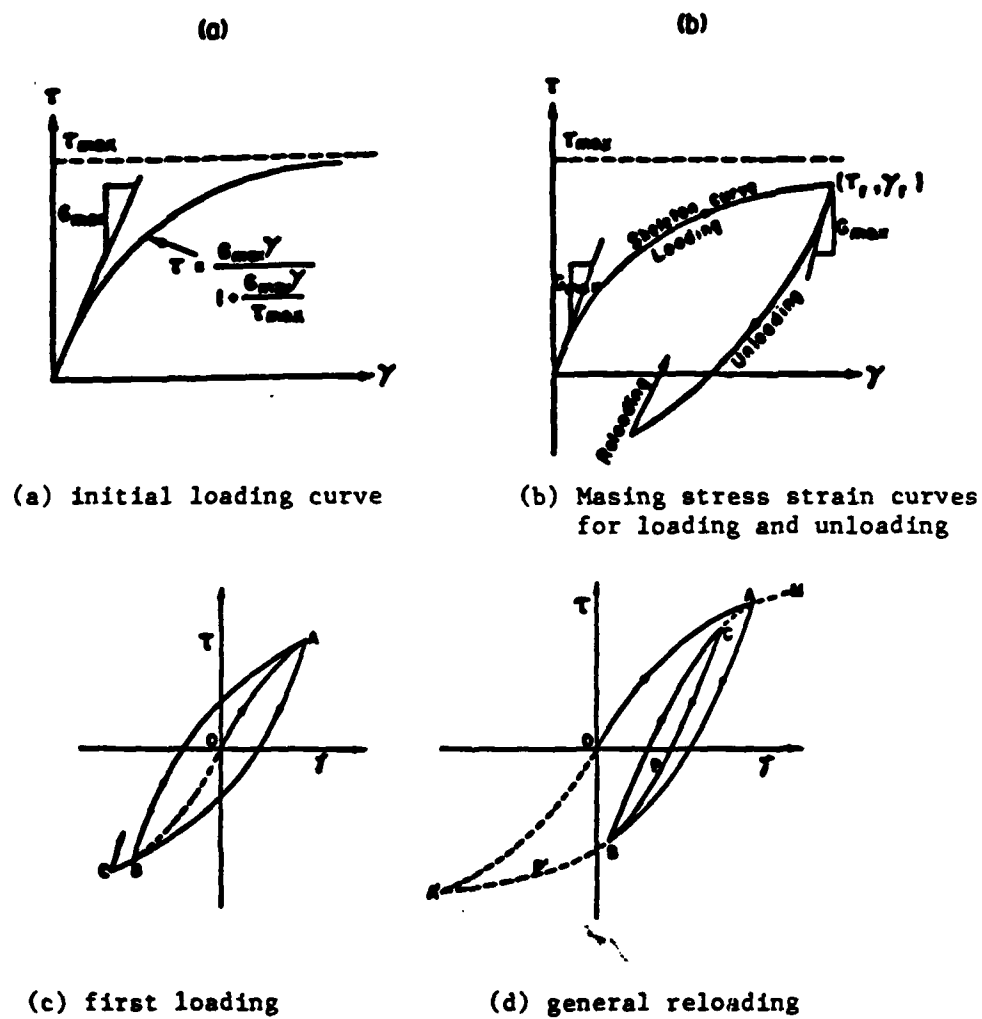 (a)
(b)
τ
τmax
Gmax
τ = Gmaxγ
1 + Gmaxγ
τmax
γ
τ
τmax
(τr, γr)
Skeleton Curve
Loading
Gmax
Gmax
Unloading
Reloading
γ
(a) initial loading curve
(b) Masing stress strain curves
for loading and unloading
τ
A
O
γ
C
B
τ
A
M
C
O
D
γ
B
B'
A'
(c) first loading
(d) general reloading